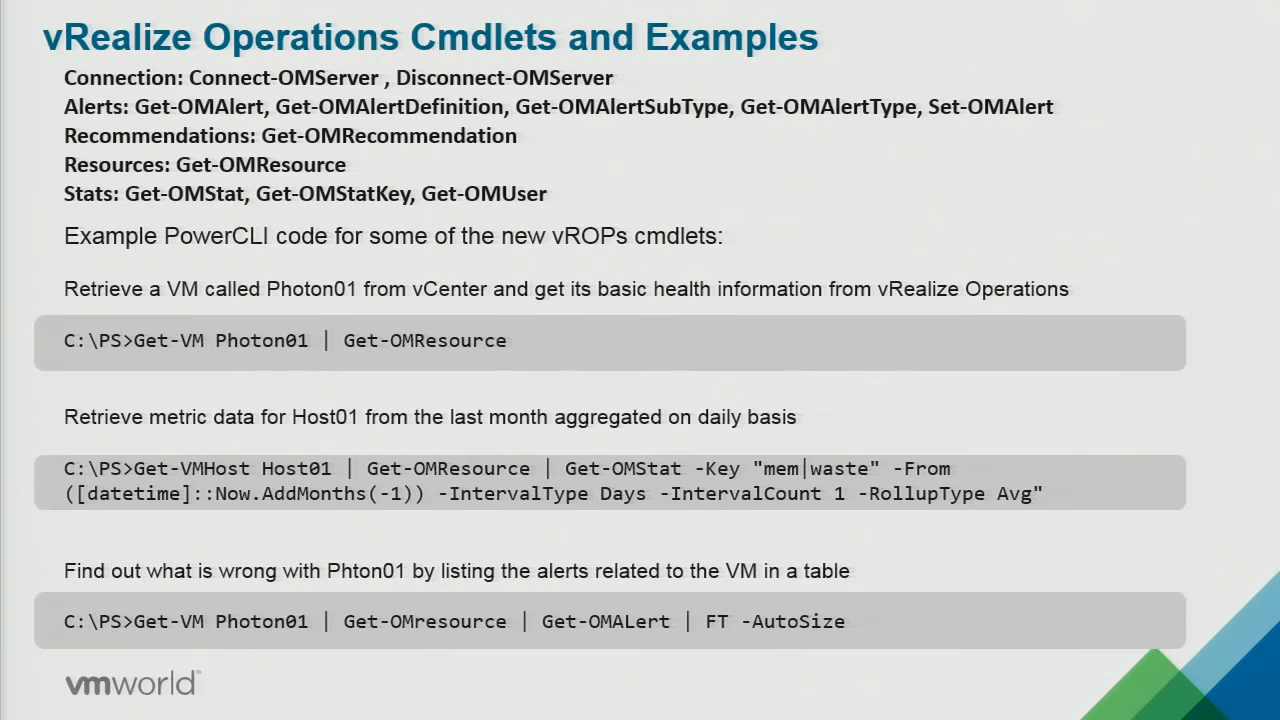 vRealize Operations Cmdlets and Examples
Connection: Connect-OMServer , Disconnect-OMServer
Alerts: Get-OMAlert, Get-OMAlertDefinition, Get-OMAlertSubType, Get-OMAlertType, Set-OMAlert
Recommendations: Get-OMRecommendation
Resources: Get-OMResource
Stats: Get-OMStat, Get-OMStatKey, Get-OMUser
Example PowerCLI code for some of the new vROPs cmdlets:
Retrieve a VM called Photon01 from vCenter and get its basic health information from vRealize Operations
C:\PS>Get-VM Photon01 | Get-OMResource
Retrieve metric data for Host01 from the last month aggregated on daily basis
C:\PS>Get-VMHost Host01 | Get-OMResource | Get-OMStat -Key "mem|waste" -From
([datetime]::Now.AddMonths(-1)) -IntervalType Days -IntervalCount 1 -RollupType Avg"
Find out what is wrong with Phton01 by listing the alerts related to the VM in a table
C:\PS>Get-VM Photon01 | Get-OMresource | Get-OMALert | FT -AutoSize
vmworld